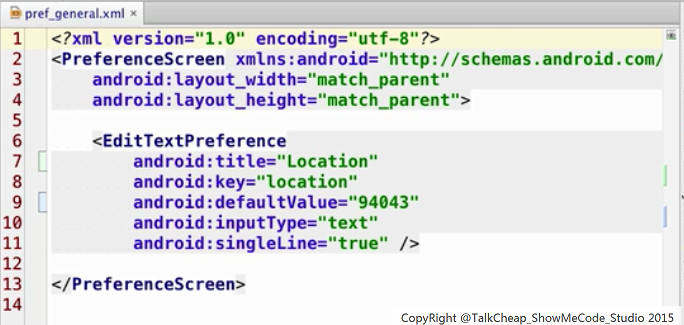 pref_general.xml ×
1 <?xml version="1.0" encoding="utf-8"?>
2 <PreferenceScreen xmlns:android="http://schemas.android.com/
3 android:layout_width="match_parent"
4 android:layout_height="match_parent">
5
6 <EditTextPreference
7 android:title="Location"
8 android:key="location"
9 android:defaultValue="94043"
10 android:inputType="text"
11 android:singleLine="true" />
12
13 </PreferenceScreen>
14
CopyRight @TalkCheap_ShowMeCode_Studio 2015